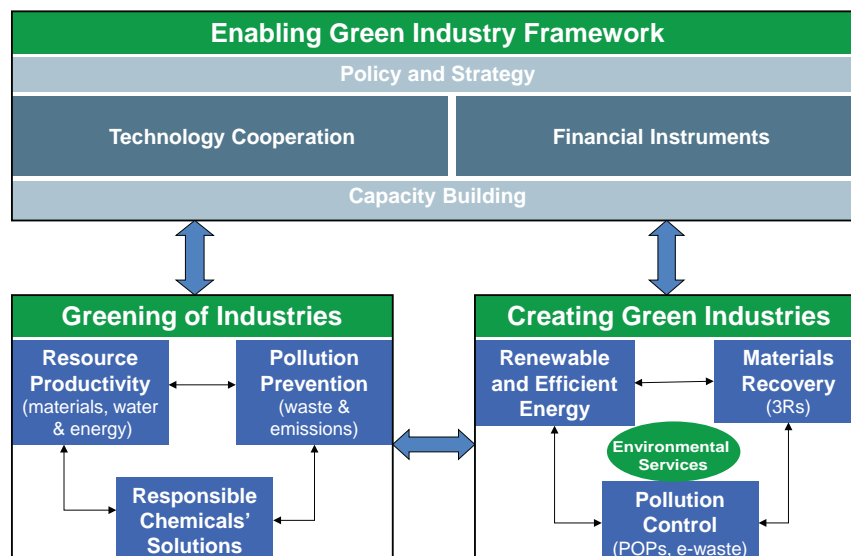 Enabling Green Industry Framework
Policy and Strategy
Technology Cooperation
Financial Instruments
Capacity Building
Greening of Industries
Resource
Productivity
(materials, water
& energy)
Pollution
Prevention
(waste &
emissions)
Responsible
Chemicals’
Solutions
Creating Green Industries
Renewable
and Efficient
Energy
Materials
Recovery
(3Rs)
Environmental
Services
Pollution
Control
(POPs, e-waste)